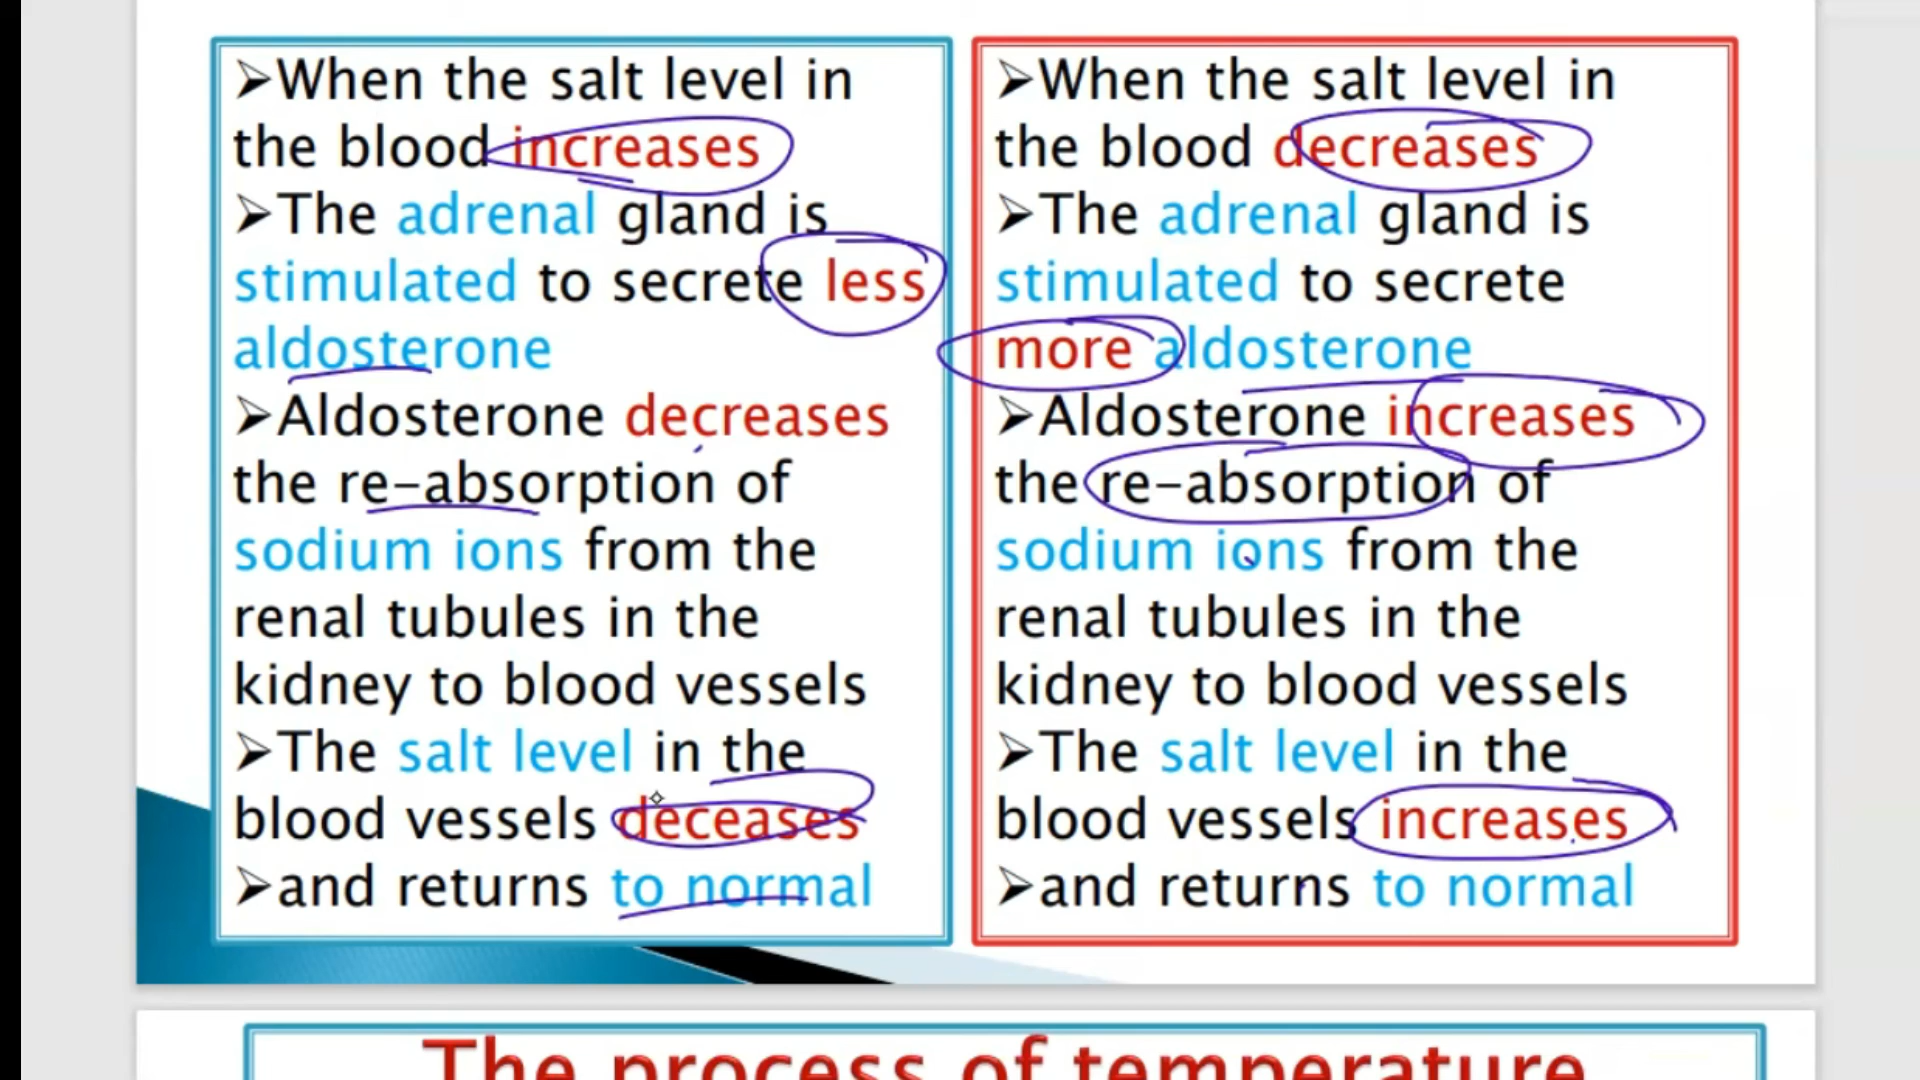 ➢When the salt level in
the blood increases
➢The adrenal gland is
stimulated to secrete less
aldosterone
➢Aldosterone decreases
the re-absorption of
sodium ions from the
renal tubules in the
kidney to blood vessels
➢The salt level in the
blood vessels deceases
➢and returns to normal
➢When the salt level in
the blood decreases
➢The adrenal gland is
stimulated to secrete
more aldosterone
➢Aldosterone increases
the re-absorption of
sodium ions from the
renal tubules in the
kidney to blood vessels
➢The salt level in the
blood vessels increases
➢and returns to normal
The process of temperature